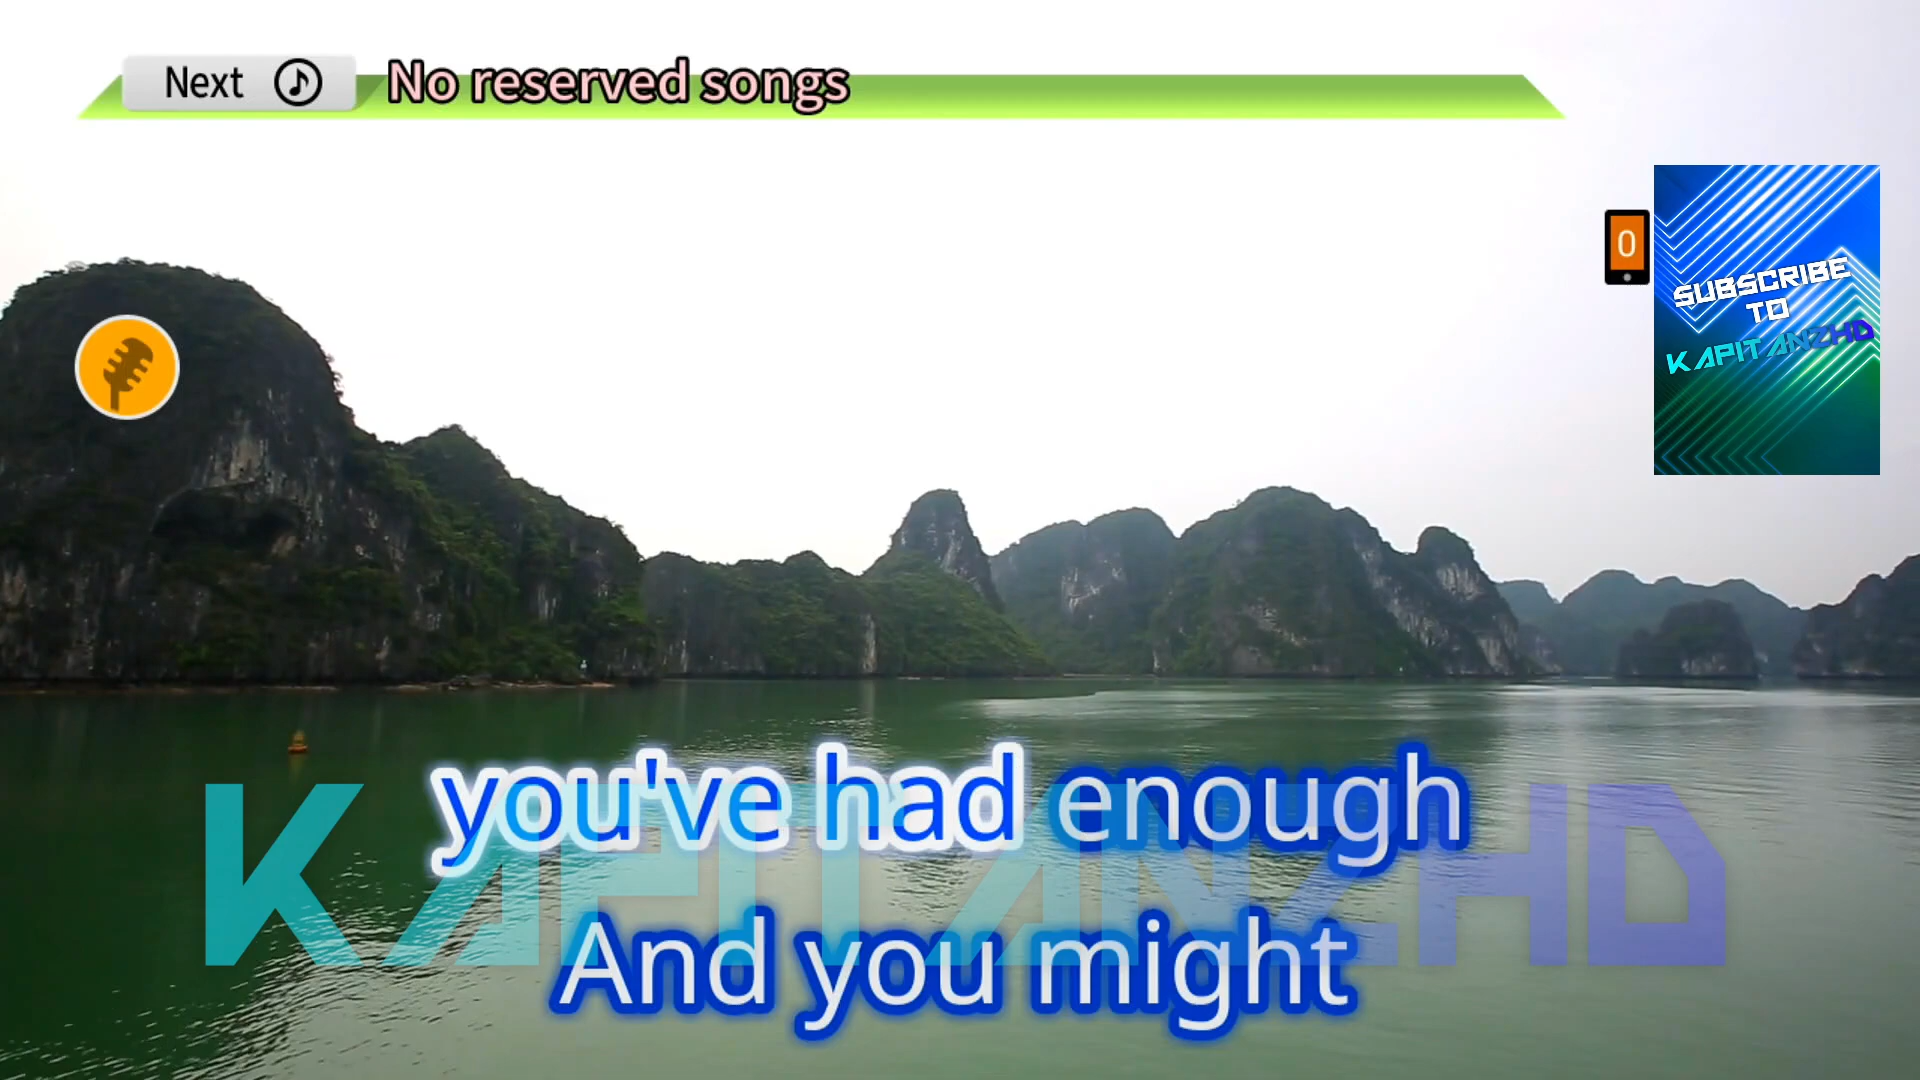 Next
No reserved songs
0
SUBSCRIBE
TO
KAPITANZHD
you've had enough
KAPITANZHD
And you might